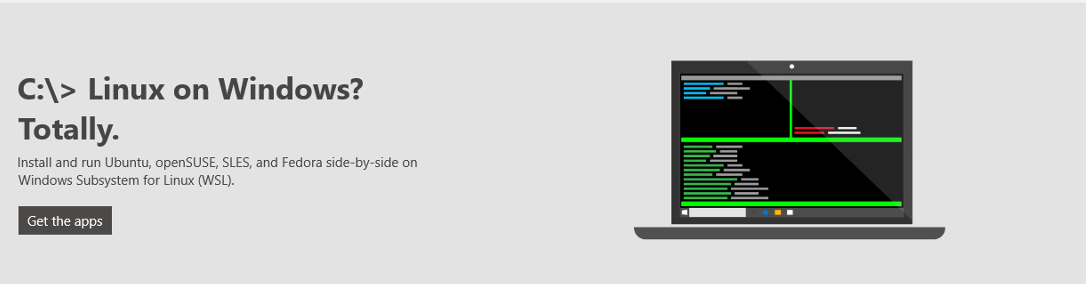 C:\> Linux on Windows?
Totally.
Install and run Ubuntu, openSUSE, SLES, and Fedora side-by-side on
Windows Subsystem for Linux (WSL).
Get the apps